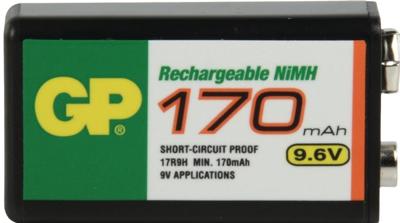 GP®
Rechargeable NiMH
170 mAh
SHORT-CIRCUIT PROOF
17R9H MIN. 170mAh
9V APPLICATIONS
9.6V